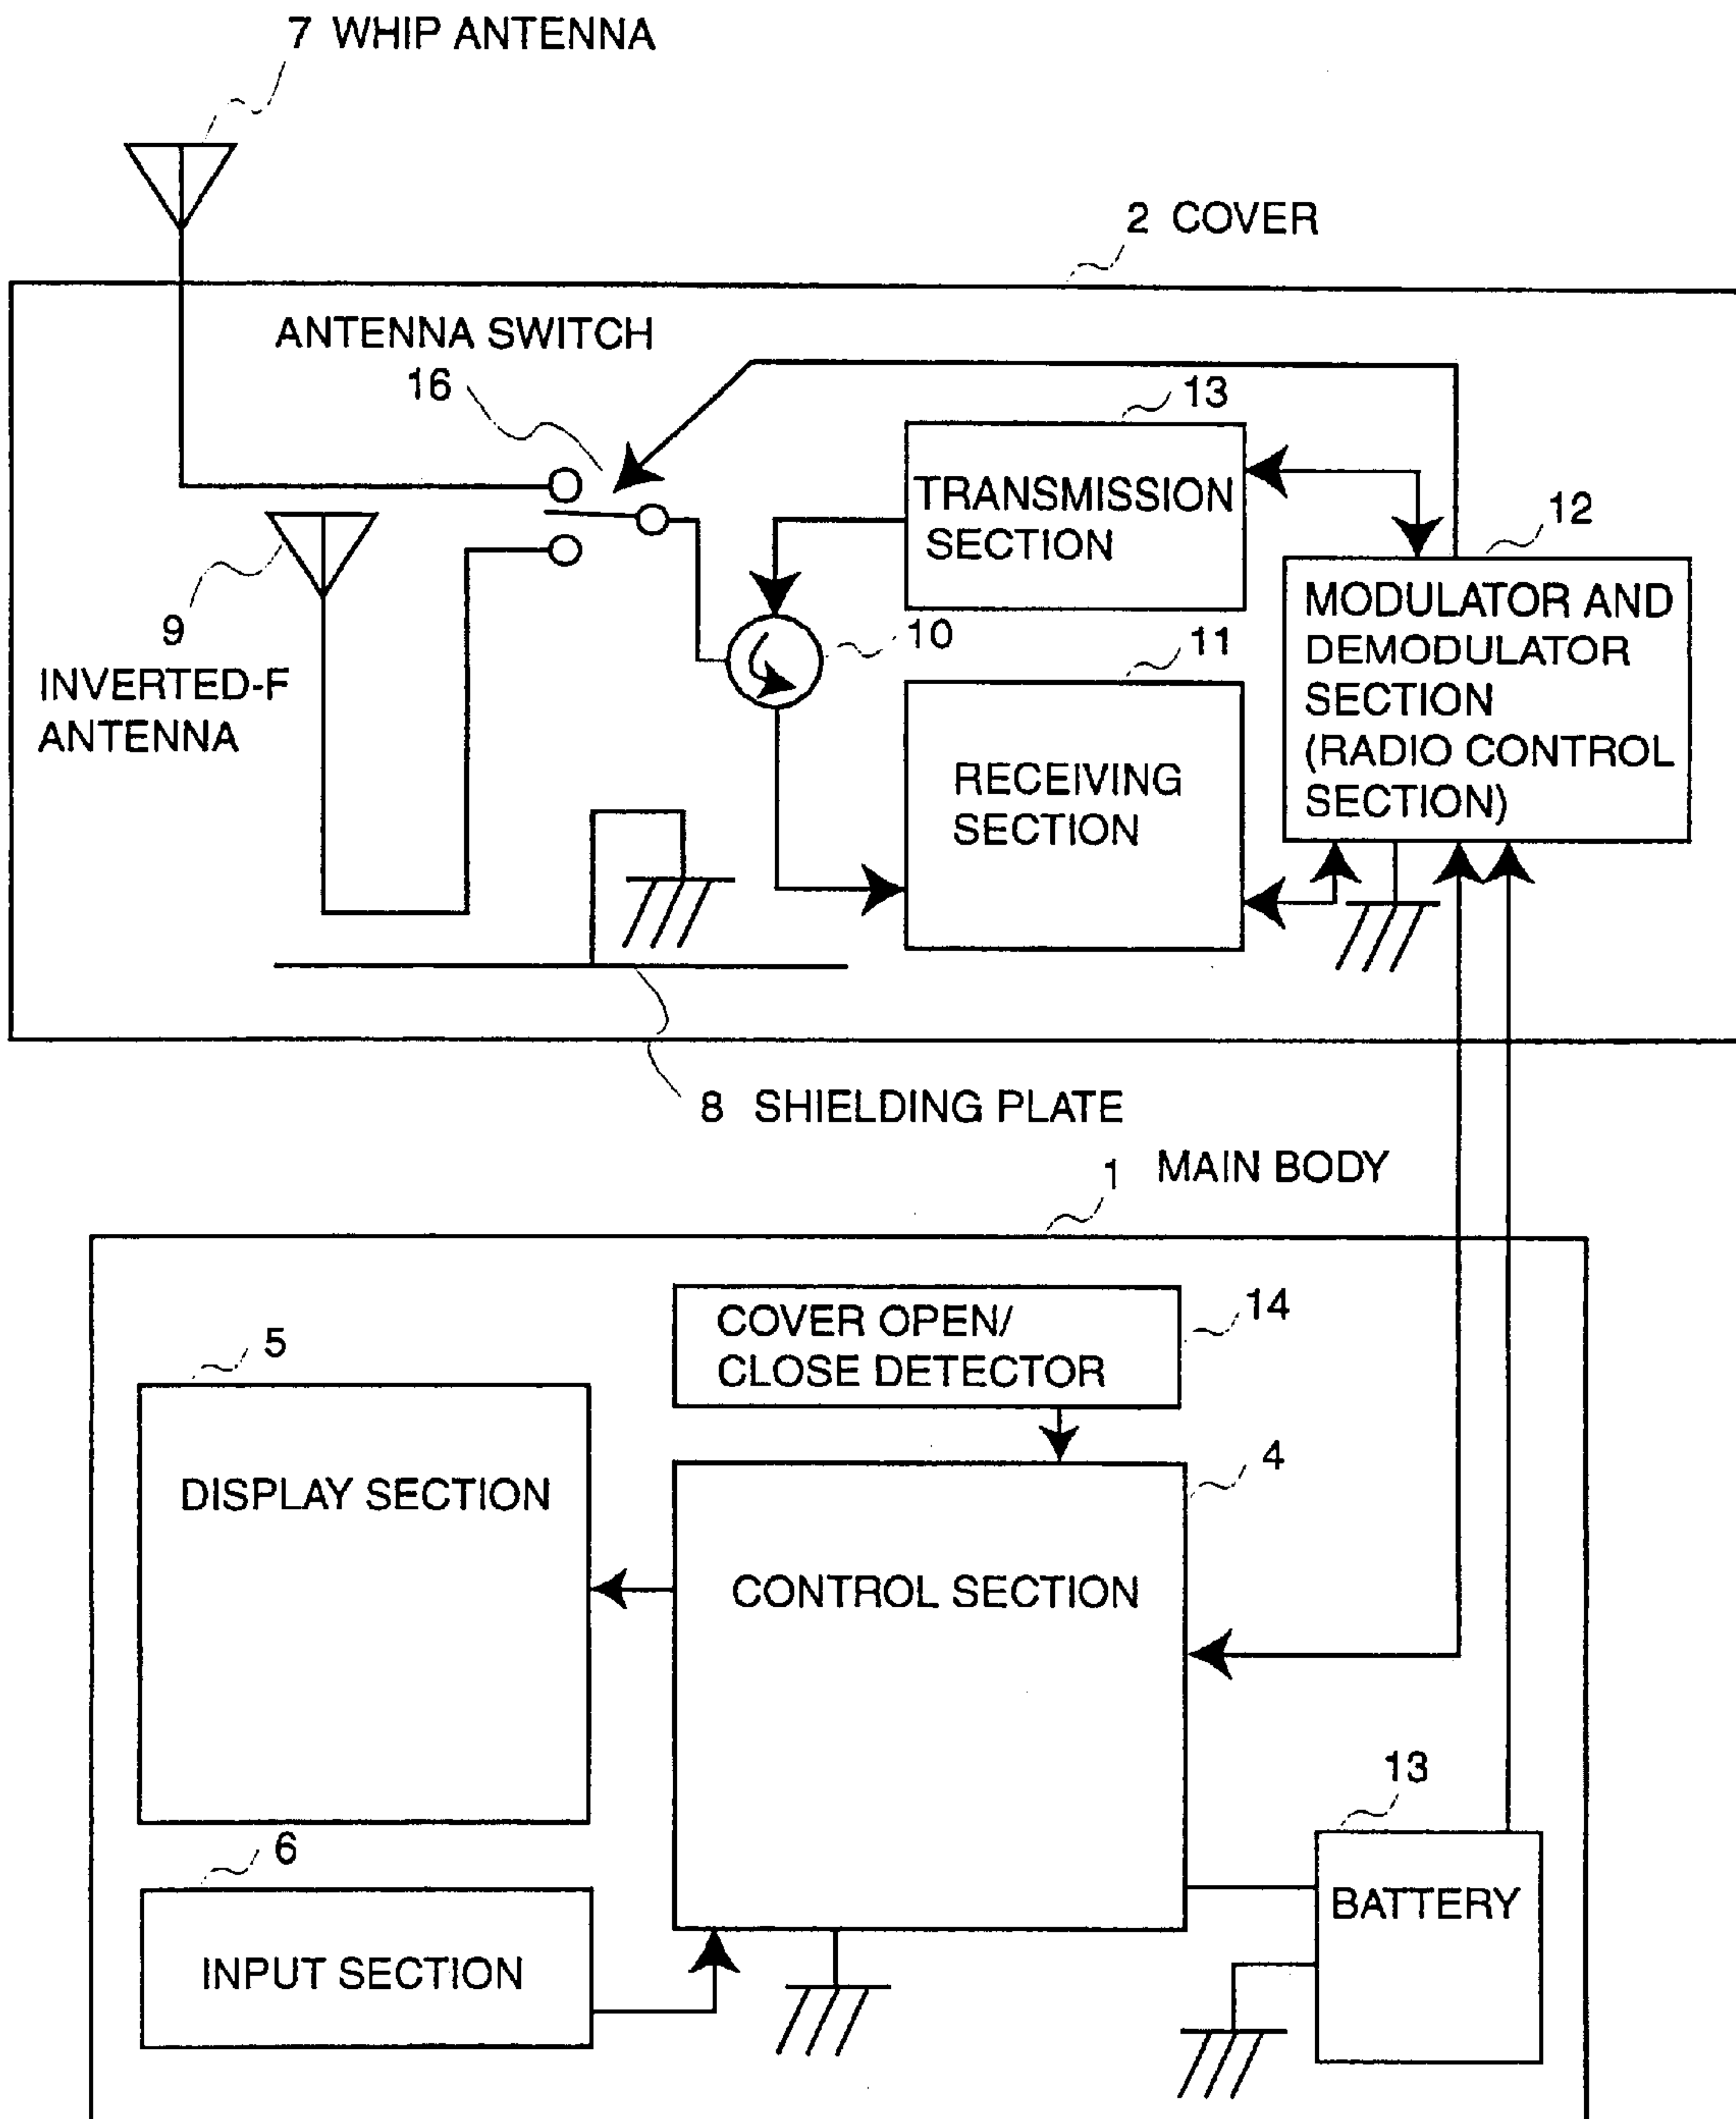 7 WHIP ANTENNA
2 COVER
ANTENNA SWITCH
16
13
TRANSMISSION
SECTION
12
MODULATOR AND
DEMODULATOR
SECTION
(RADIO CONTROL
SECTION)
9
INVERTED-F
ANTENNA
10
11
RECEIVING
SECTION
8 SHIELDING PLATE
1 MAIN BODY
COVER OPEN/
CLOSE DETECTOR
14
5
DISPLAY SECTION
4
CONTROL SECTION
6
INPUT SECTION
13
BATTERY